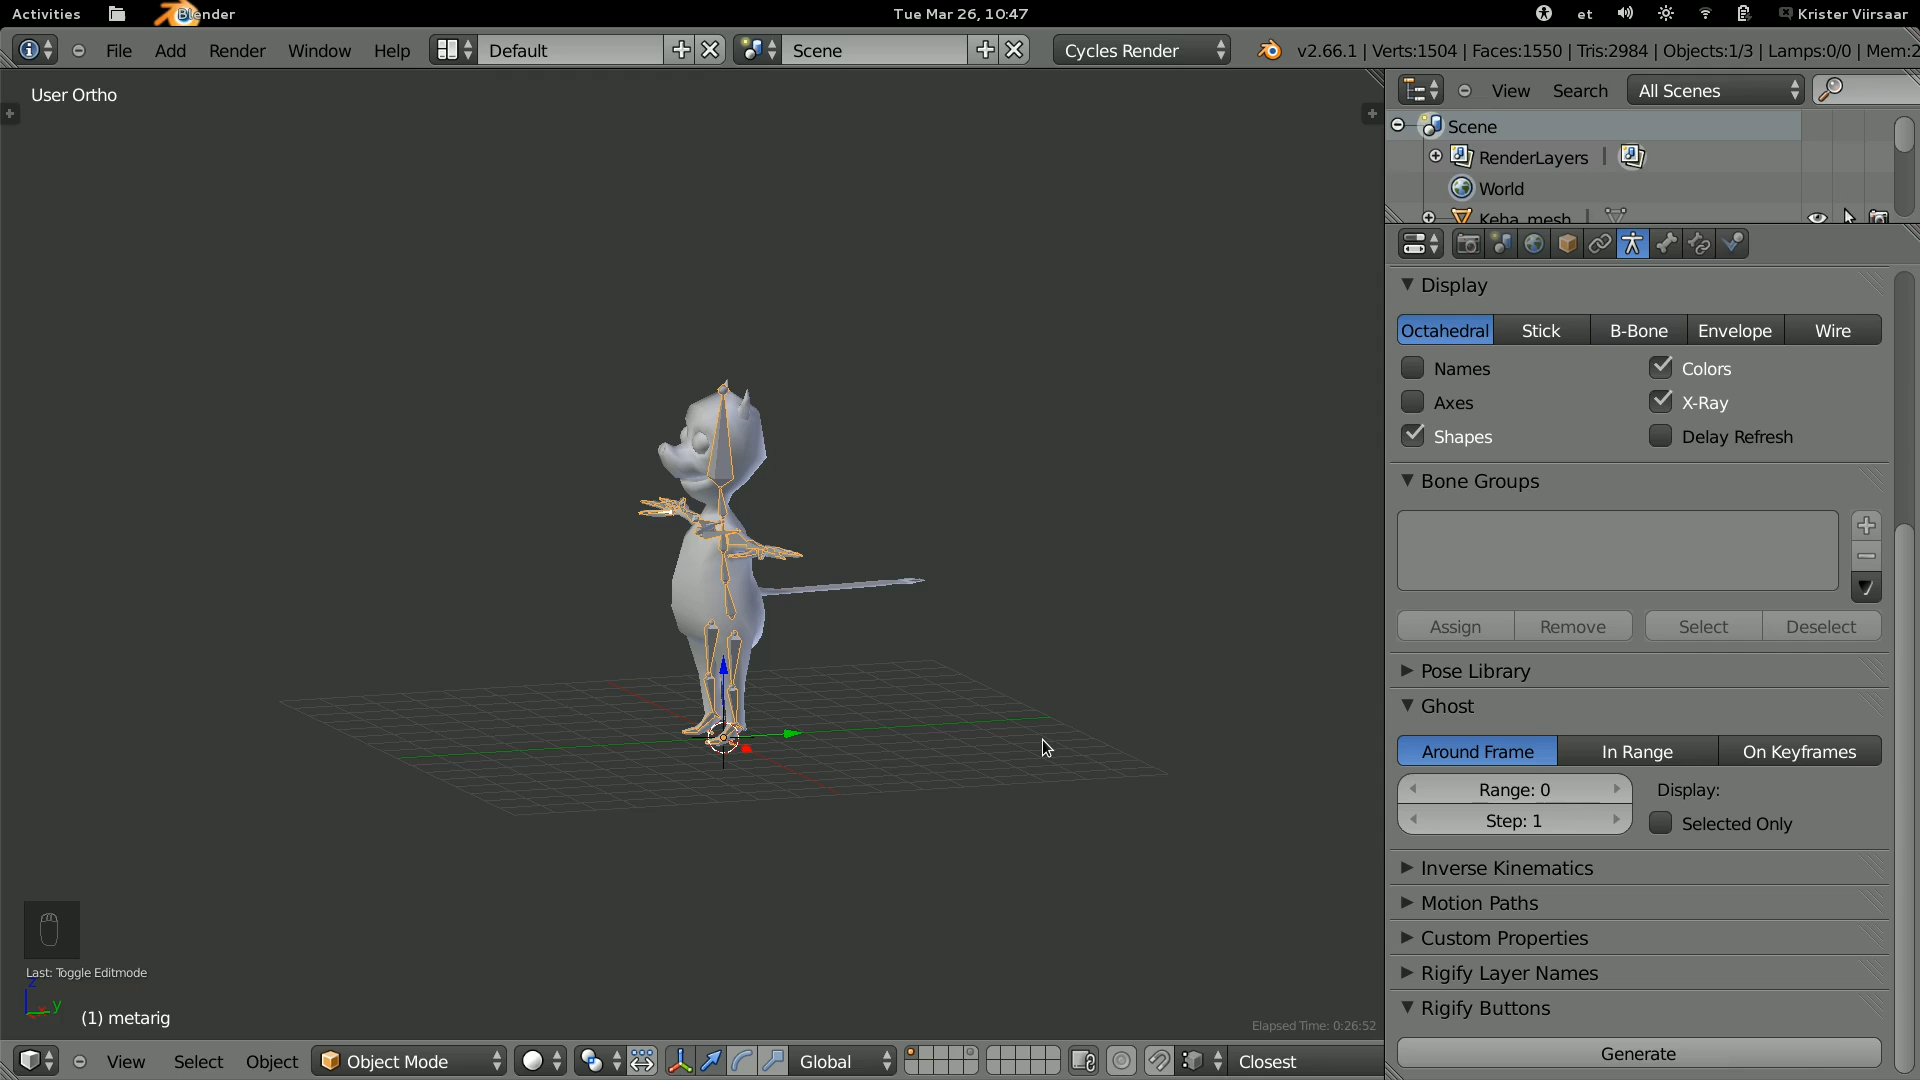 Activities Blender Tue Mar 26, 10:47 et Krister Viirsaar
File Add Render Window Help Default Scene Cycles Render v2.66.1 | Verts:1504 | Faces:1550 | Tris:2984 | Objects:1/3 | Lamps:0/0 | Mem:2
User Ortho
View Search All Scenes
Scene
RenderLayers
World
Keha_mesh
Display
Octahedral Stick B-Bone Envelope Wire
Names Colors
Axes X-Ray
Shapes Delay Refresh
Bone Groups
Assign Remove Select Deselect
Pose Library
Ghost
Around Frame In Range On Keyframes
Range: 0 Display:
Step: 1 Selected Only
Inverse Kinematics
Motion Paths
Custom Properties
Rigify Layer Names
Rigify Buttons
Generate
Last: Toggle Editmode
z
y
(1) metarig
Elapsed Time: 0:26:52
View Select Object Object Mode Global Closest